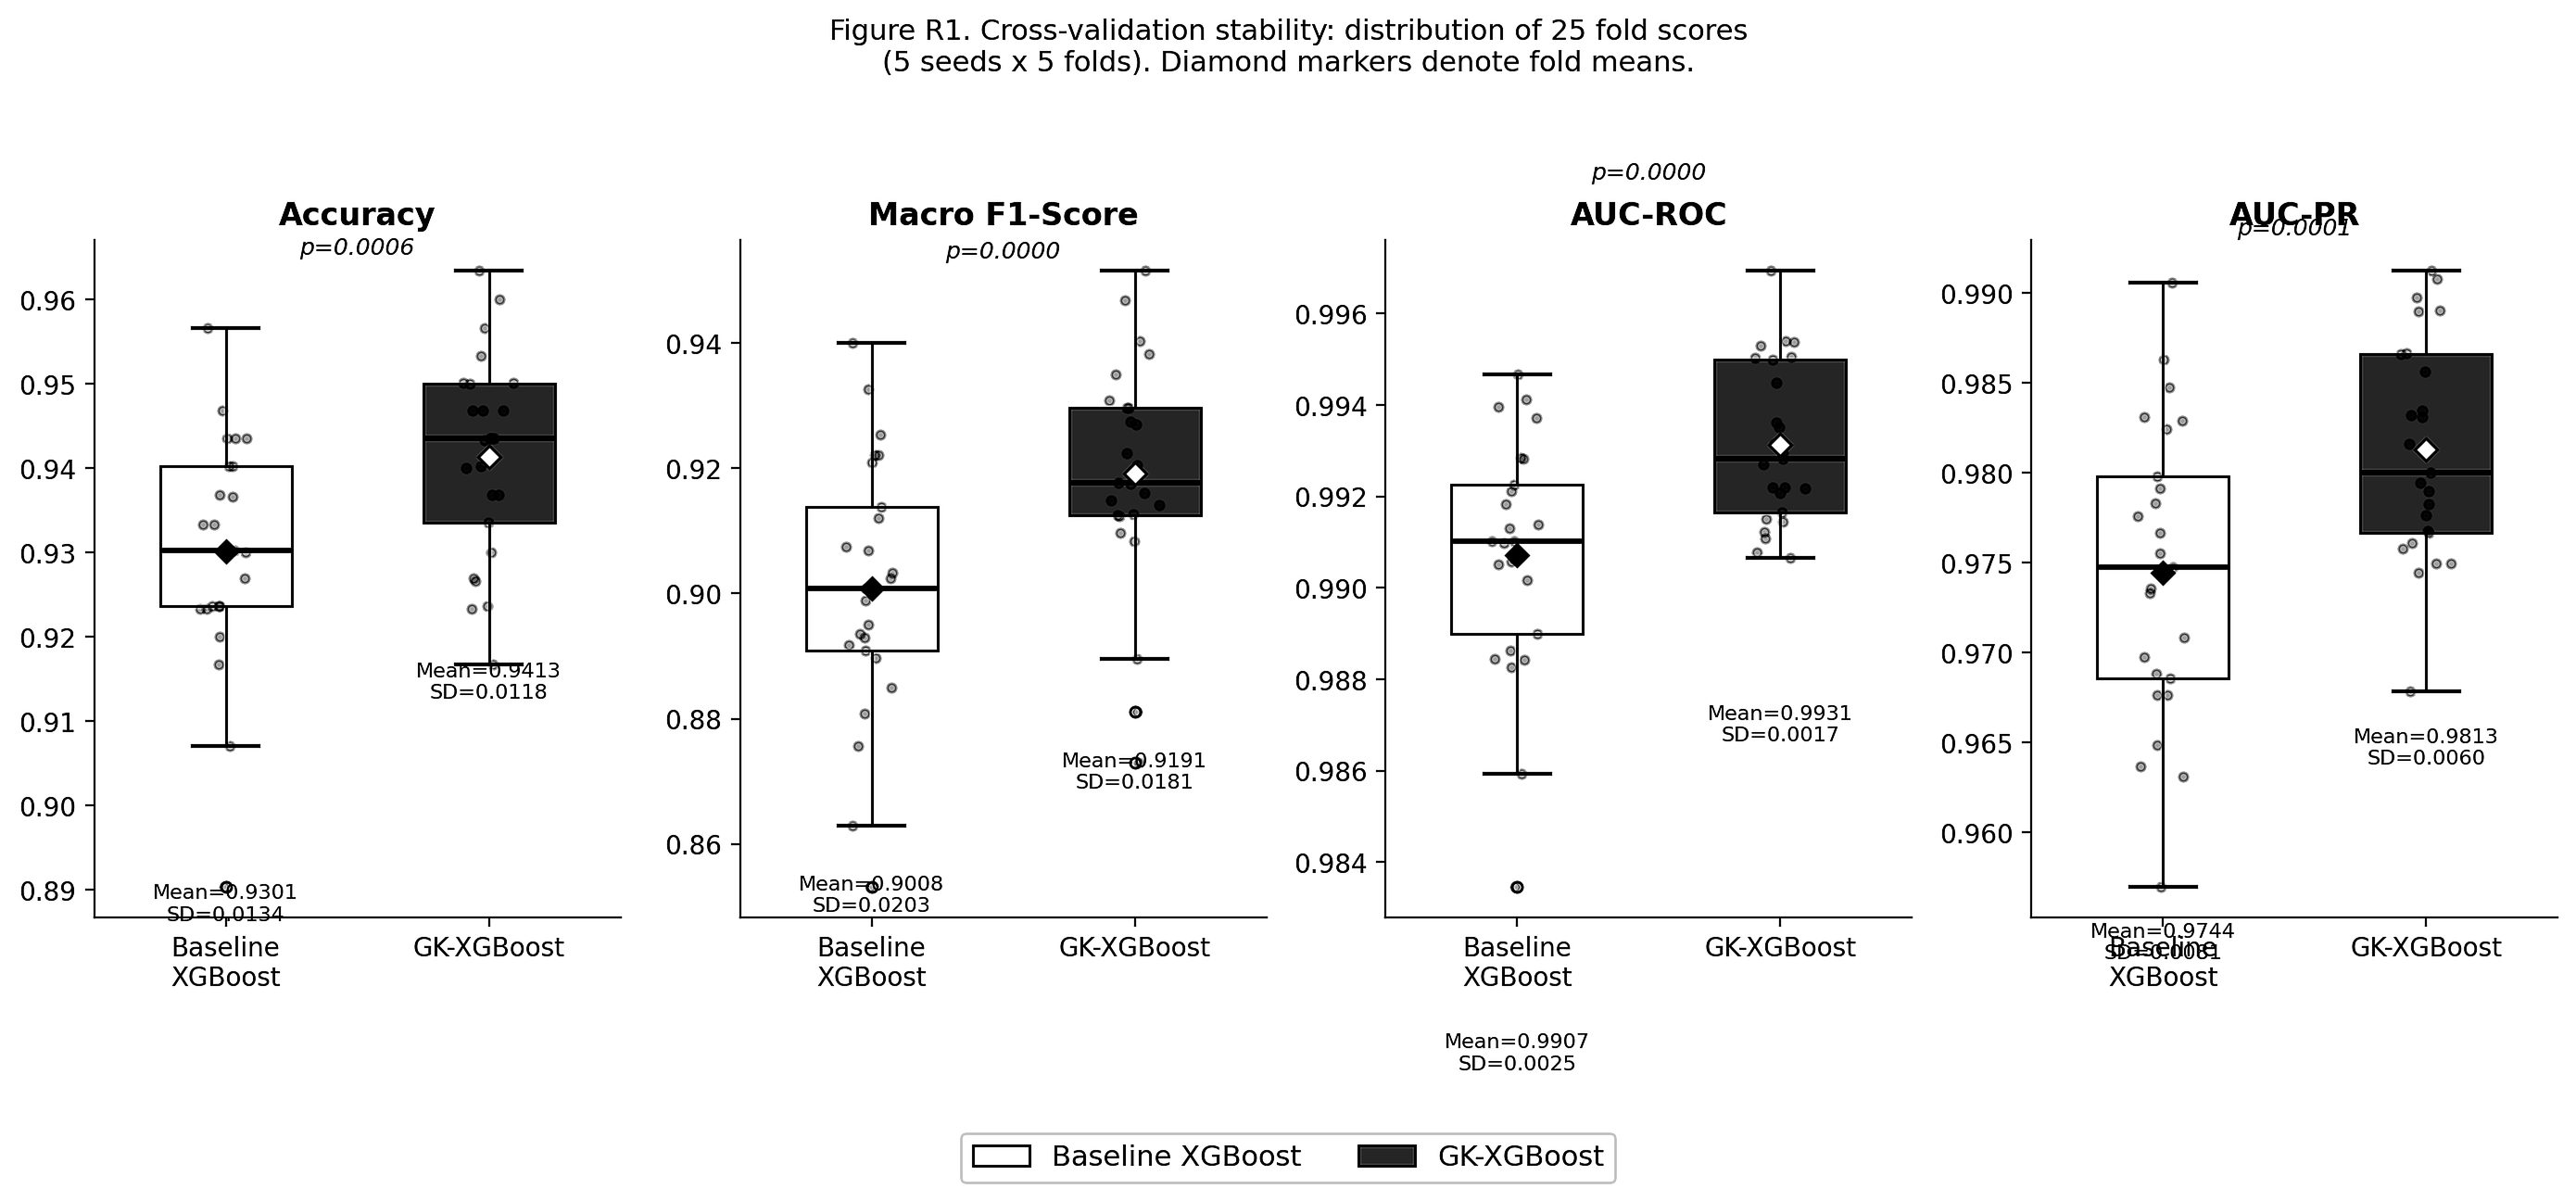 Figure R1. Cross-validation stability: distribution of 25 fold scores
(5 seeds x 5 folds). Diamond markers denote fold means.
Accuracy
p=0.0006
0.96
0.95
0.94
0.93
0.92
0.91
0.90
0.89
Mean=0.9301
SD=0.0134
Mean=0.9413
SD=0.0118
Baseline
XGBoost
GK-XGBoost
Macro F1-Score
p=0.0000
0.94
0.92
0.90
0.88
0.86
Mean=0.9008
SD=0.0203
Mean=0.9191
SD=0.0181
Baseline
XGBoost
GK-XGBoost
p=0.0000
AUC-ROC
0.996
0.994
0.992
0.990
0.988
0.986
0.984
Mean=0.9931
SD=0.0017
Baseline
XGBoost
GK-XGBoost
Mean=0.9907
SD=0.0025
AUC-PR
p=0.0001
0.990
0.985
0.980
0.975
0.970
0.965
0.960
Mean=0.9813
SD=0.0060
Mean=0.9744
SD=0.0081
Baseline
XGBoost
GK-XGBoost
Baseline XGBoost
GK-XGBoost